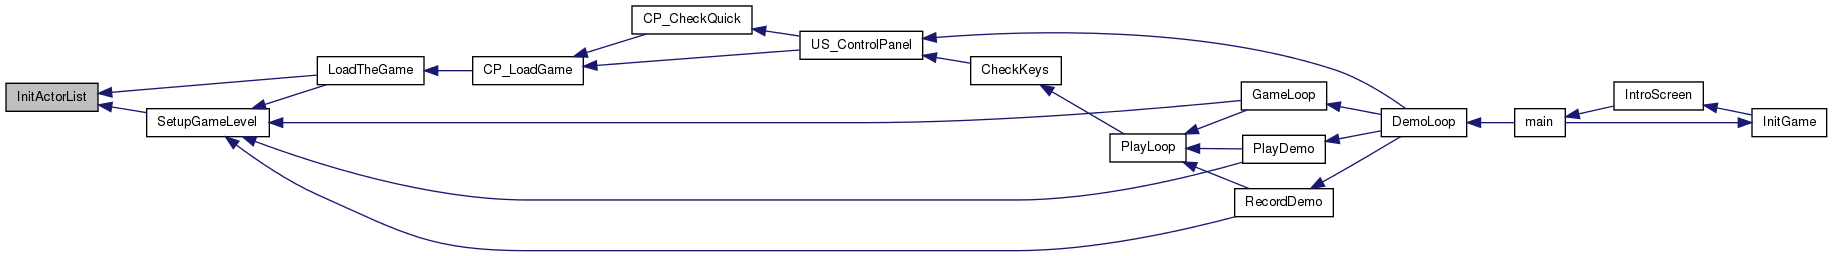 CP_CheckQuick
US_ControlPanel
LoadTheGame
CP_LoadGame
CheckKeys
InitActorList
GameLoop
IntroScreen
SetupGameLevel
DemoLoop
main
InitGame
PlayLoop
PlayDemo
RecordDemo